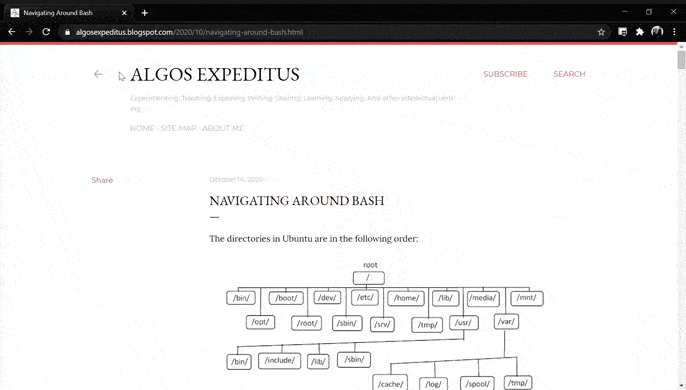 Navigating Around Bash
algosexpeditus.blogspot.com/2020/10/navigating-around-bash.html
ALGOS EXPEDITUS
SUBSCRIBE
SEARCH
Experimenting, Teaching, Exploring, Writing, Sharing, Learning, Applying, And other intellectual verb-
ing.
HOME · SITE MAP · ABOUT ME
Share
October 14, 2020
NAVIGATING AROUND BASH
The directories in Ubuntu are in the following order:
root
/
/bin/ /boot/ /dev/ /etc/ /home/ /lib/ /media/ /mnt/
/opt/ /root/ /sbin/ /srv/ /tmp/ /usr/ /var/
/bin/ /include/ /lib/ /sbin/
/cache/ /log/ /spool/ /tmp/